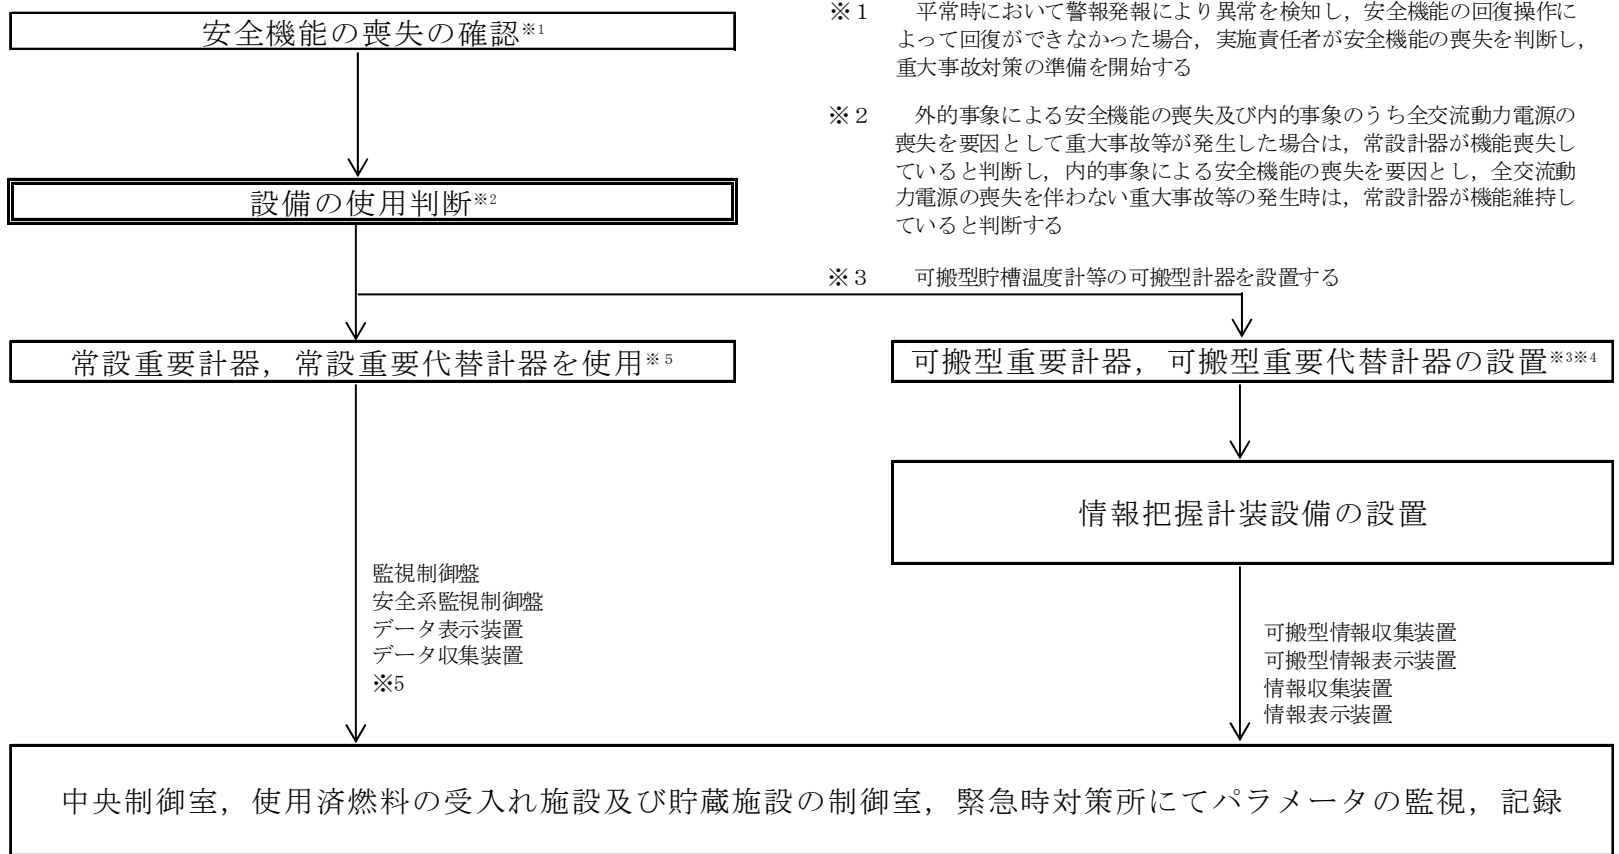 安全機能の喪失の確認※1
※１　平常時において警報発報により異常を検知し，安全機能の回復操作に
よって回復ができなかった場合，実施責任者が安全機能の喪失を判断し，
重大事故対策の準備を開始する
※２　外的事象による安全機能の喪失及び内的事象のうち全交流動力電源の
喪失を要因として重大事故等が発生した場合は，常設計器が機能喪失し
ていると判断し，内的事象による安全機能の喪失を要因とし，全交流動
力電源の喪失を伴わない重大事故等の発生時は，常設計器が機能維持し
ていると判断する
設備の使用判断※2
※３　可搬型貯槽温度計等の可搬型計器を設置する
常設重要計器，常設重要代替計器を使用※５
可搬型重要計器，可搬型重要代替計器の設置※3※4
情報把握計装設備の設置
監視制御盤
安全系監視制御盤
データ表示装置
データ収集装置
※5
可搬型情報収集装置
可搬型情報表示装置
情報収集装置
情報表示装置
中央制御室，使用済燃料の受入れ施設及び貯蔵施設の制御室，緊急時対策所にてパラメータの監視，記録